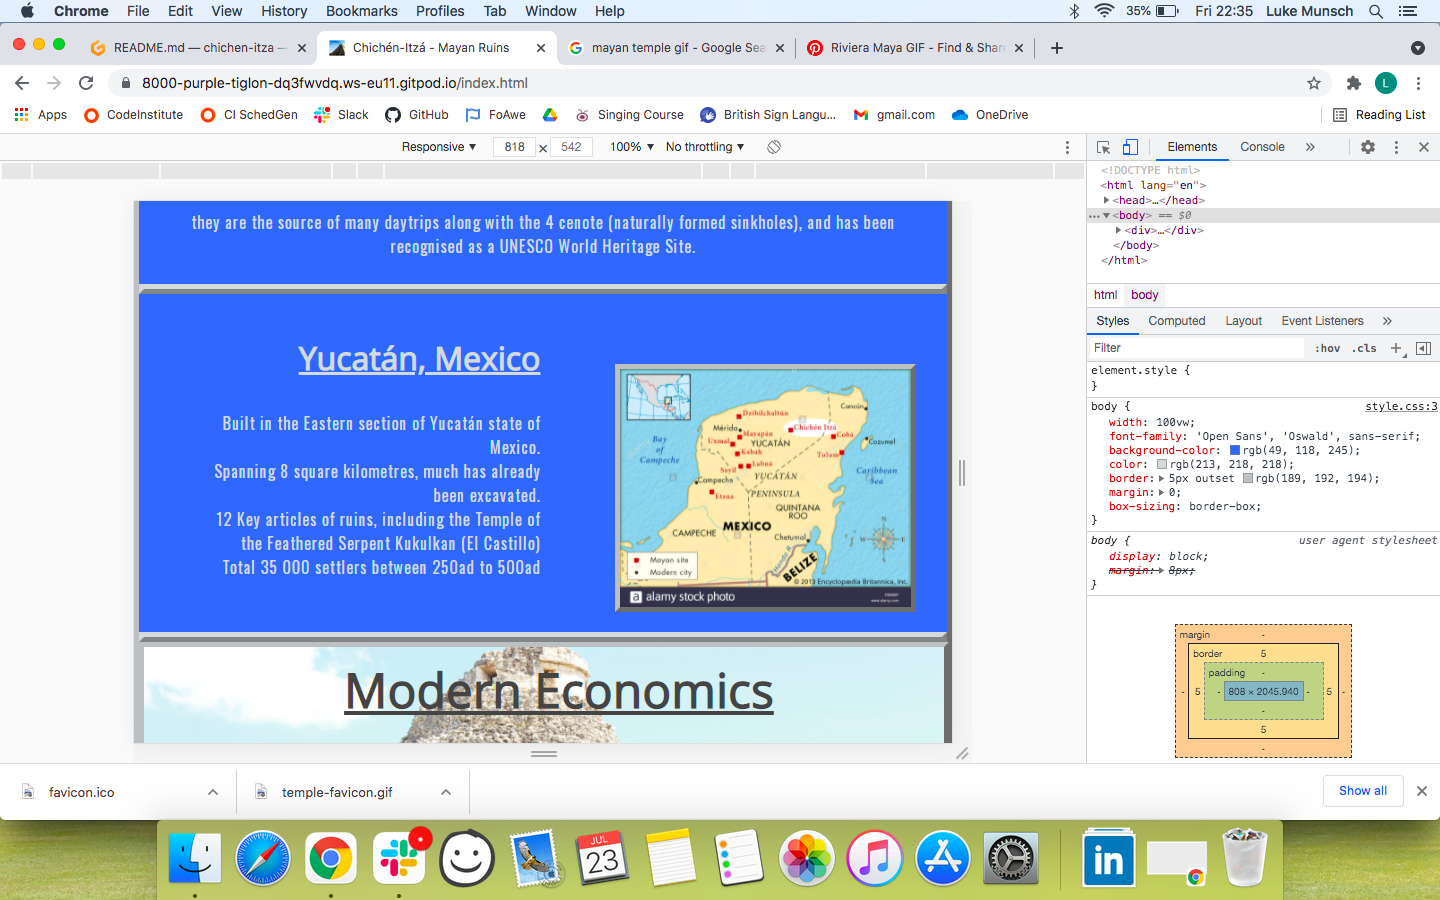 Chrome File Edit View History Bookmarks Profiles Tab Window Help 35% Fri 22:35 Luke Munsch
README.md — chichen-itza — Chichén-Itzá - Mayan Ruins mayan temple gif - Google Sea Riviera Maya GIF - Find & Shar
8000-purple-tiglon-dq3fwvdq.ws-eu11.gitpod.io/index.html L
Apps CodeInstitute CI SchedGen Slack GitHub FoAwe Singing Course British Sign Langu... gmail.com OneDrive Reading List
Responsive 818 x 542 100% No throttling
Elements Console
<!DOCTYPE html>
<html lang="en">
<head>…</head>
<body> == $0
<div>…</div>
</body>
</html>
html body
Styles Computed Layout Event Listeners
Filter :hov .cls
element.style {
}
body { style.css:3
width: 100vw;
font-family: 'Open Sans', 'Oswald', sans-serif;
background-color: rgb(49, 118, 245);
color: rgb(213, 218, 218);
border: 5px outset rgb(189, 192, 194);
margin: 0;
box-sizing: border-box;
}
body { user agent stylesheet
display: block;
margin: 8px;
}
margin -
border 5
padding -
- 5 - 808 × 2045.940 - 5 -
-
5
-
they are the source of many daytrips along with the 4 cenote (naturally formed sinkholes), and has been
recognised as a UNESCO World Heritage Site.
Yucatán, Mexico
Built in the Eastern section of Yucatán state of
Mexico.
Spanning 8 square kilometres, much has already
been excavated.
12 Key articles of ruins, including the Temple of
the Feathered Serpent Kukulkan (El Castillo)
Total 35 000 settlers between 250ad to 500ad
Dzibilchaltún
Cancún
Mérida
Mayapán
Chichén Itzá
Bay
of
Campeche
Uxmal
YUCATÁN
Cobá
Cozumel
Kabah
Tulum
Sayil
Labná
Caribbean
Sea
Campeche
YUCATÁN
Etzna
PENINSULA
QUINTANA
ROO
MEXICO
CAMPECHE
Chetumal
Hondo
BELIZE
Mayan site
Modern city
© 2013 Encyclopædia Britannica, Inc.
a alamy stock photo
www.alamy.com
Modern Economics
favicon.ico temple-favicon.gif Show all
JUL
23
in